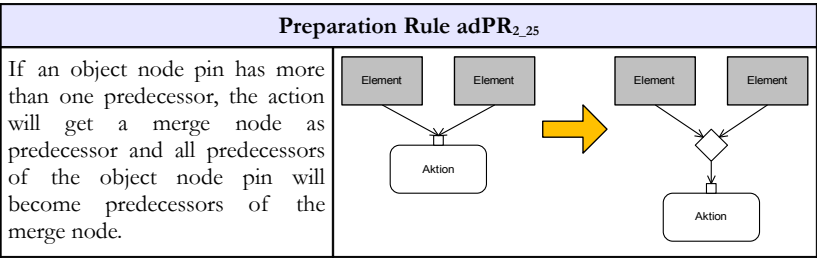 Preparation Rule adPR2_25
If an object node pin has more
than one predecessor, the action
will get a merge node as
predecessor and all predecessors
of the object node pin will
become predecessors of the
merge node.
Element Element
Aktion
Element Element
Aktion